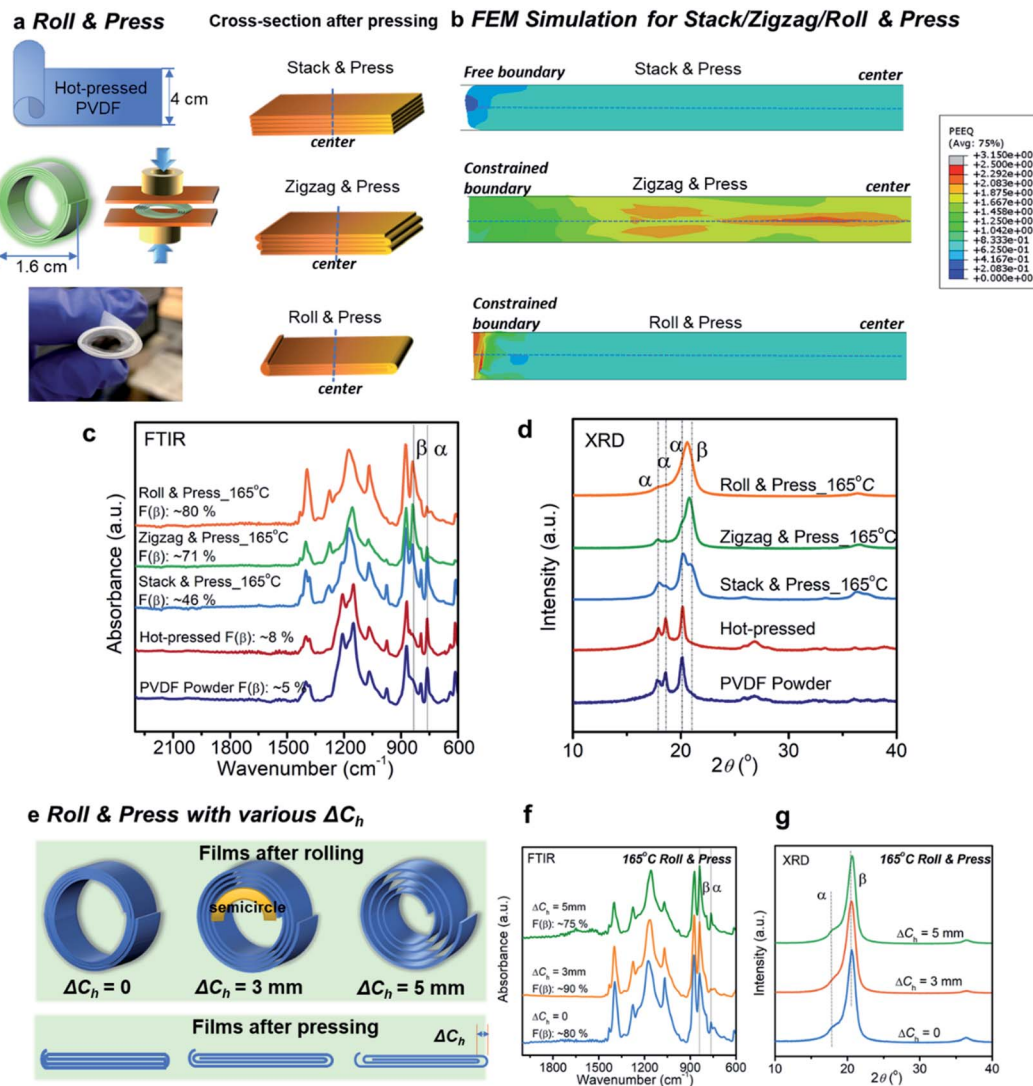 a Roll & Press
Hot-pressed
PVDF
4 cm
1.6 cm
Cross-section after pressing
Stack & Press
center
Zigzag & Press
center
Roll & Press
center
b FEM Simulation for Stack/Zigzag/Roll & Press
Free boundary
Stack & Press
center
Constrained
boundary
Zigzag & Press
center
Constrained
boundary
Roll & Press
center
PEEQ
(Avg: 75%)
+3.150e+00
+2.500e+00
+2.292e+00
+2.083e+00
+1.875e+00
+1.667e+00
+1.458e+00
+1.250e+00
+1.042e+00
+8.333e-01
+6.250e-01
+4.167e-01
+2.083e-01
+0.000e+00
c
FTIR
β α
Roll & Press_165°C
F(β): ~80 %
Zigzag & Press_165°C
F(β): ~71 %
Stack & Press_165°C
F(β): ~46 %
Hot-pressed F(β): ~8 %
PVDF Powder F(β): ~5 %
Absorbance (a.u.)
2100 1800 1500 1200 900 600
Wavenumber (cm⁻¹)
d
XRD
α α α β
Roll & Press_165°C
Zigzag & Press_165°C
Stack & Press_165°C
Hot-pressed
PVDF Powder
Intensity (a.u.)
10 20 30 40
2θ (°)
e Roll & Press with various ΔCₕ
Films after rolling
semicircle
ΔCₕ = 0 ΔCₕ = 3 mm ΔCₕ = 5 mm
Films after pressing
ΔCₕ
f
FTIR 165°C Roll & Press
β α
ΔCₕ = 5mm
F(β): ~75 %
ΔCₕ = 3mm
F(β): ~90 %
ΔCₕ = 0
F(β): ~80 %
Absorbance (a.u.)
1800 1500 1200 900 600
Wavenumber (cm⁻¹)
g
XRD 165°C Roll & Press
α β
ΔCₕ = 5 mm
ΔCₕ = 3 mm
ΔCₕ = 0
Intensity (a.u.)
10 20 30 40
2θ (°)